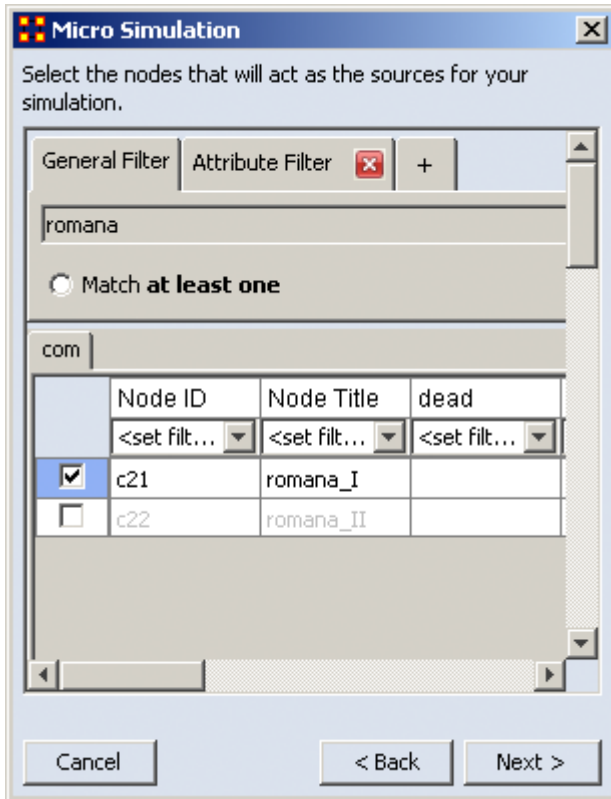 Micro Simulation
Select the nodes that will act as the sources for your
simulation.
General Filter Attribute Filter +
romana
Match at least one
com
Node ID Node Title dead
<set filt... <set filt... <set filt...
c21 romana_I
c22 romana_II
Cancel < Back Next >